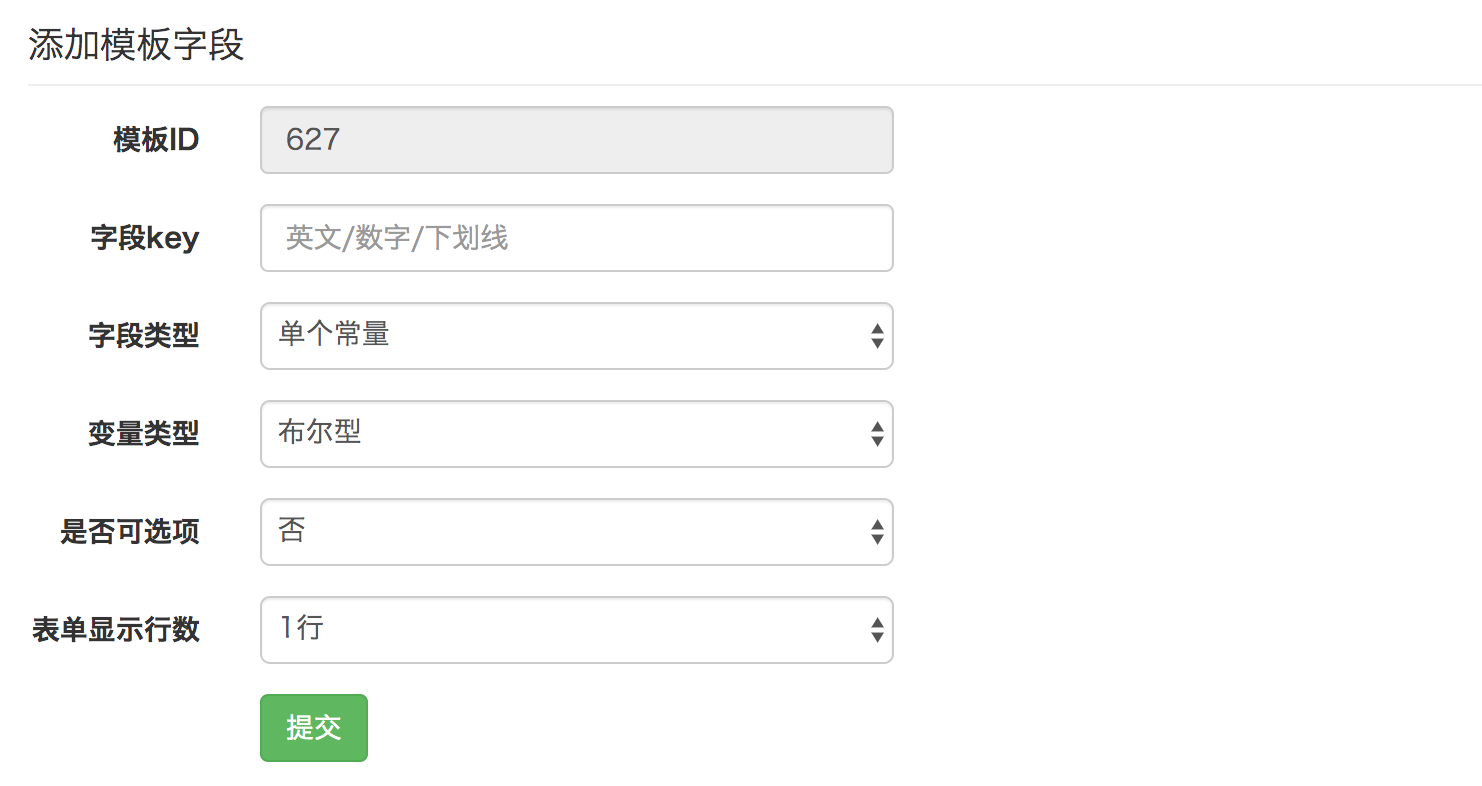 添加模板字段
模板ID 627
字段key 英文/数字/下划线
字段类型 单个常量
变量类型 布尔型
是否可选项 否
表单显示行数 1行
提交